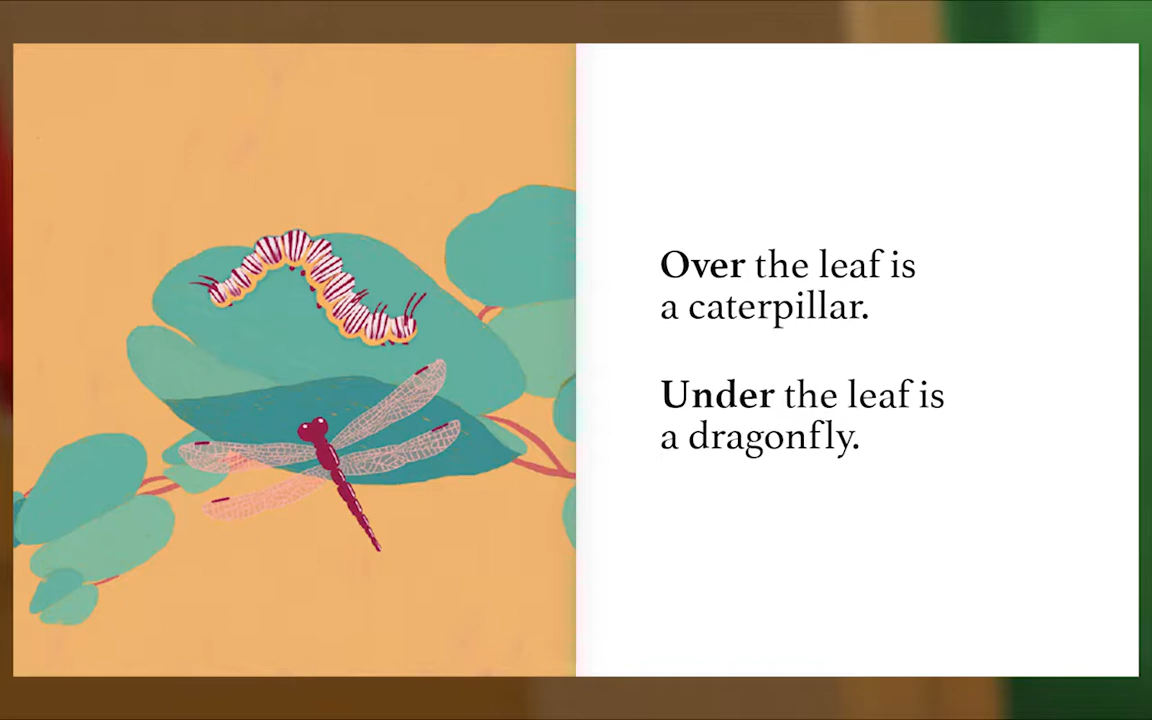 Over the leaf is
a caterpillar.
Under the leaf is
a dragonfly.